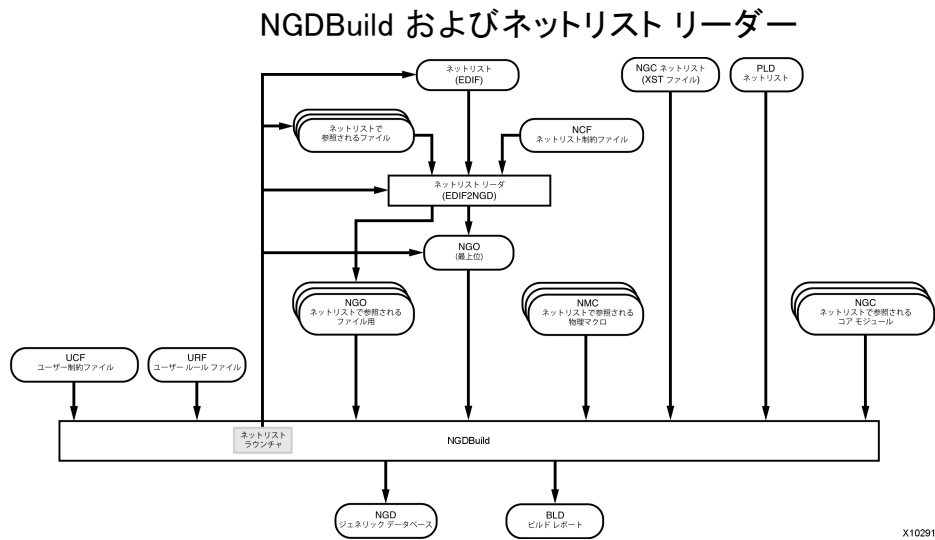 NGDBuild およびネットリスト リーダー
ネットリスト
(EDIF)
NGC ネットリスト
(XST ファイル)
PLD
ネットリスト
ネットリストで
参照されるファイル
NCF
ネットリスト制約ファイル
ネットリスト リーダ
(EDIF2NGD)
NGO
(最上位)
NGO
ネットリストで参照される
ファイル用
NMC
ネットリストで参照される
物理マクロ
NGC
ネットリストで参照される
コア モジュール
UCF
ユーザー制約ファイル
URF
ユーザー ルール ファイル
ネットリスト
ラウンチャ
NGDBuild
NGD
ジェネリック データベース
BLD
ビルド レポート
X10291